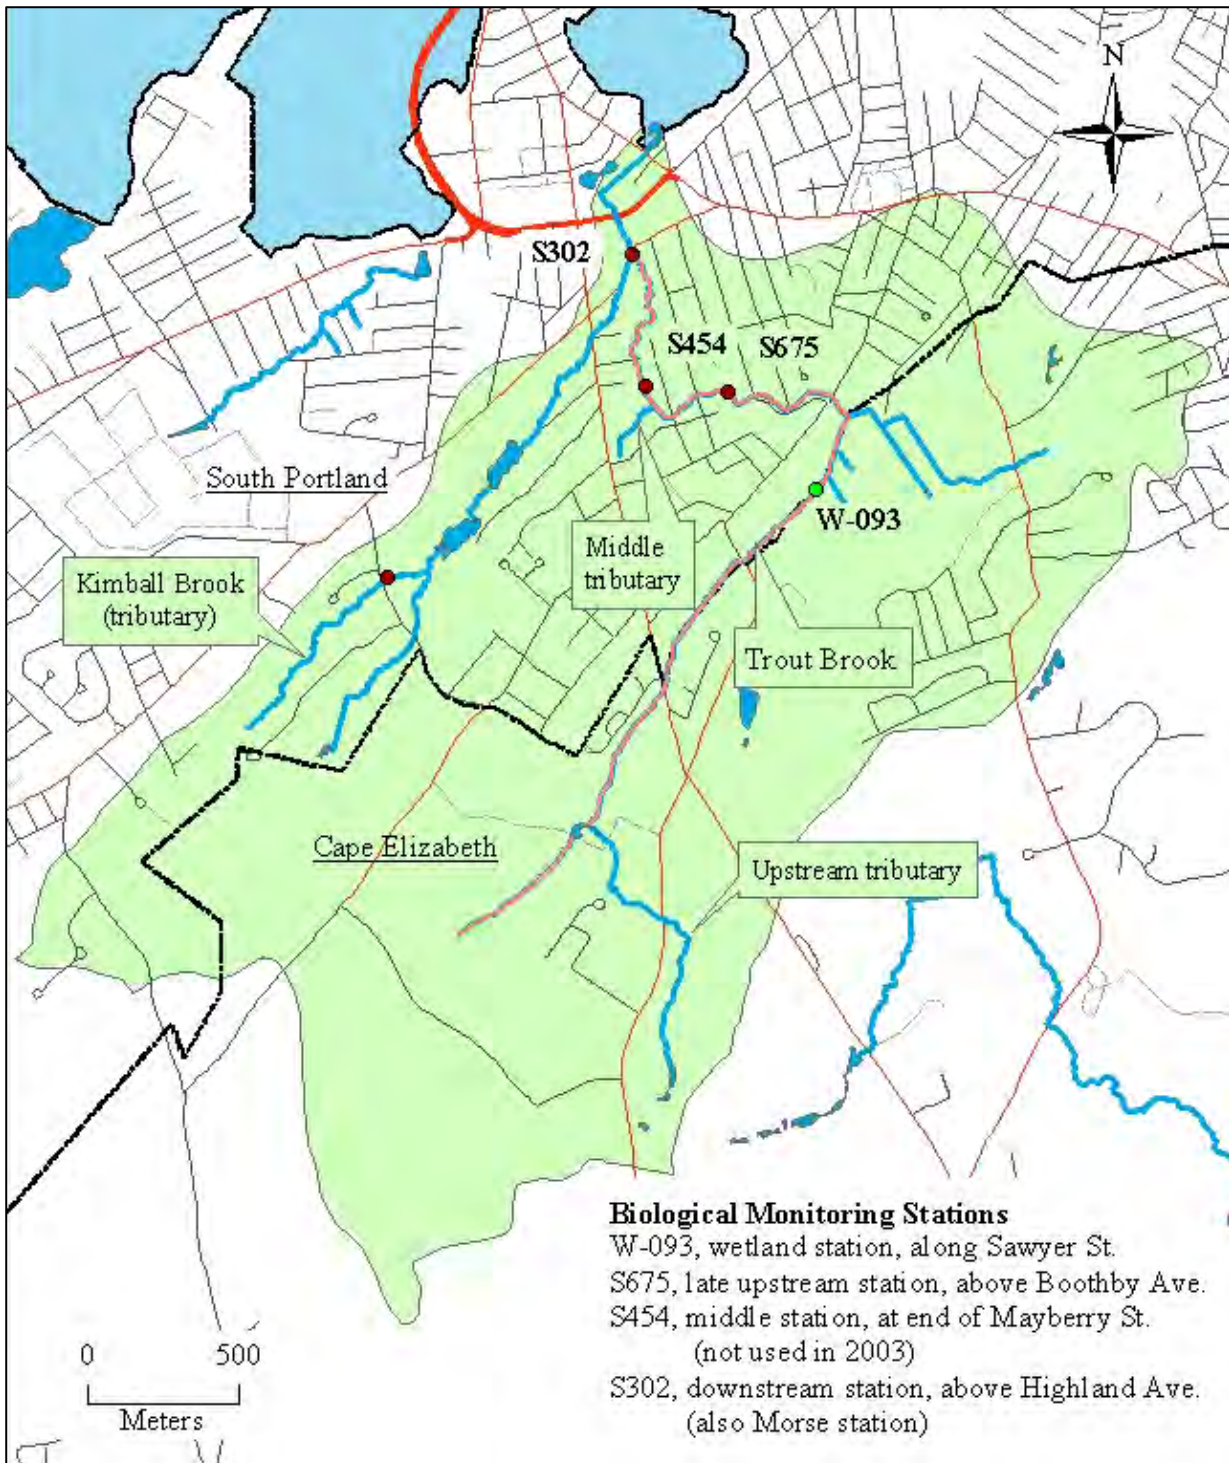 N
S302
S454
S675
South Portland
W-093
Middle
tributary
Kimball Brook
(tributary)
Trout Brook
Cape Elizabeth
Upstream tributary
Biological Monitoring Stations
W-093, wetland station, along Sawyer St.
S675, late upstream station, above Boothby Ave.
S454, middle station, at end of Mayberry St.
(not used in 2003)
S302, downstream station, above Highland Ave.
(also Morse station)
0 500
Meters